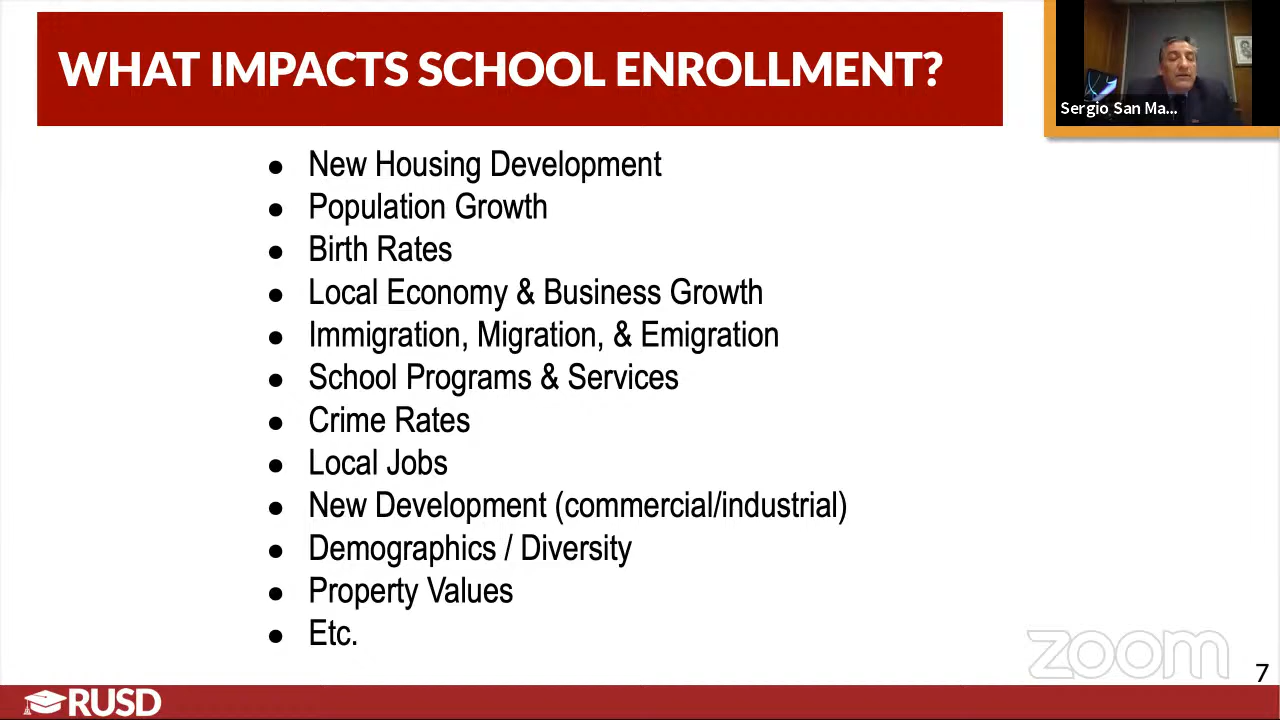 WHAT IMPACTS SCHOOL ENROLLMENT?
Sergio San Ma...
● New Housing Development
● Population Growth
● Birth Rates
● Local Economy & Business Growth
● Immigration, Migration, & Emigration
● School Programs & Services
● Crime Rates
● Local Jobs
● New Development (commercial/industrial)
● Demographics / Diversity
● Property Values
● Etc.
zoom
7
RUSD